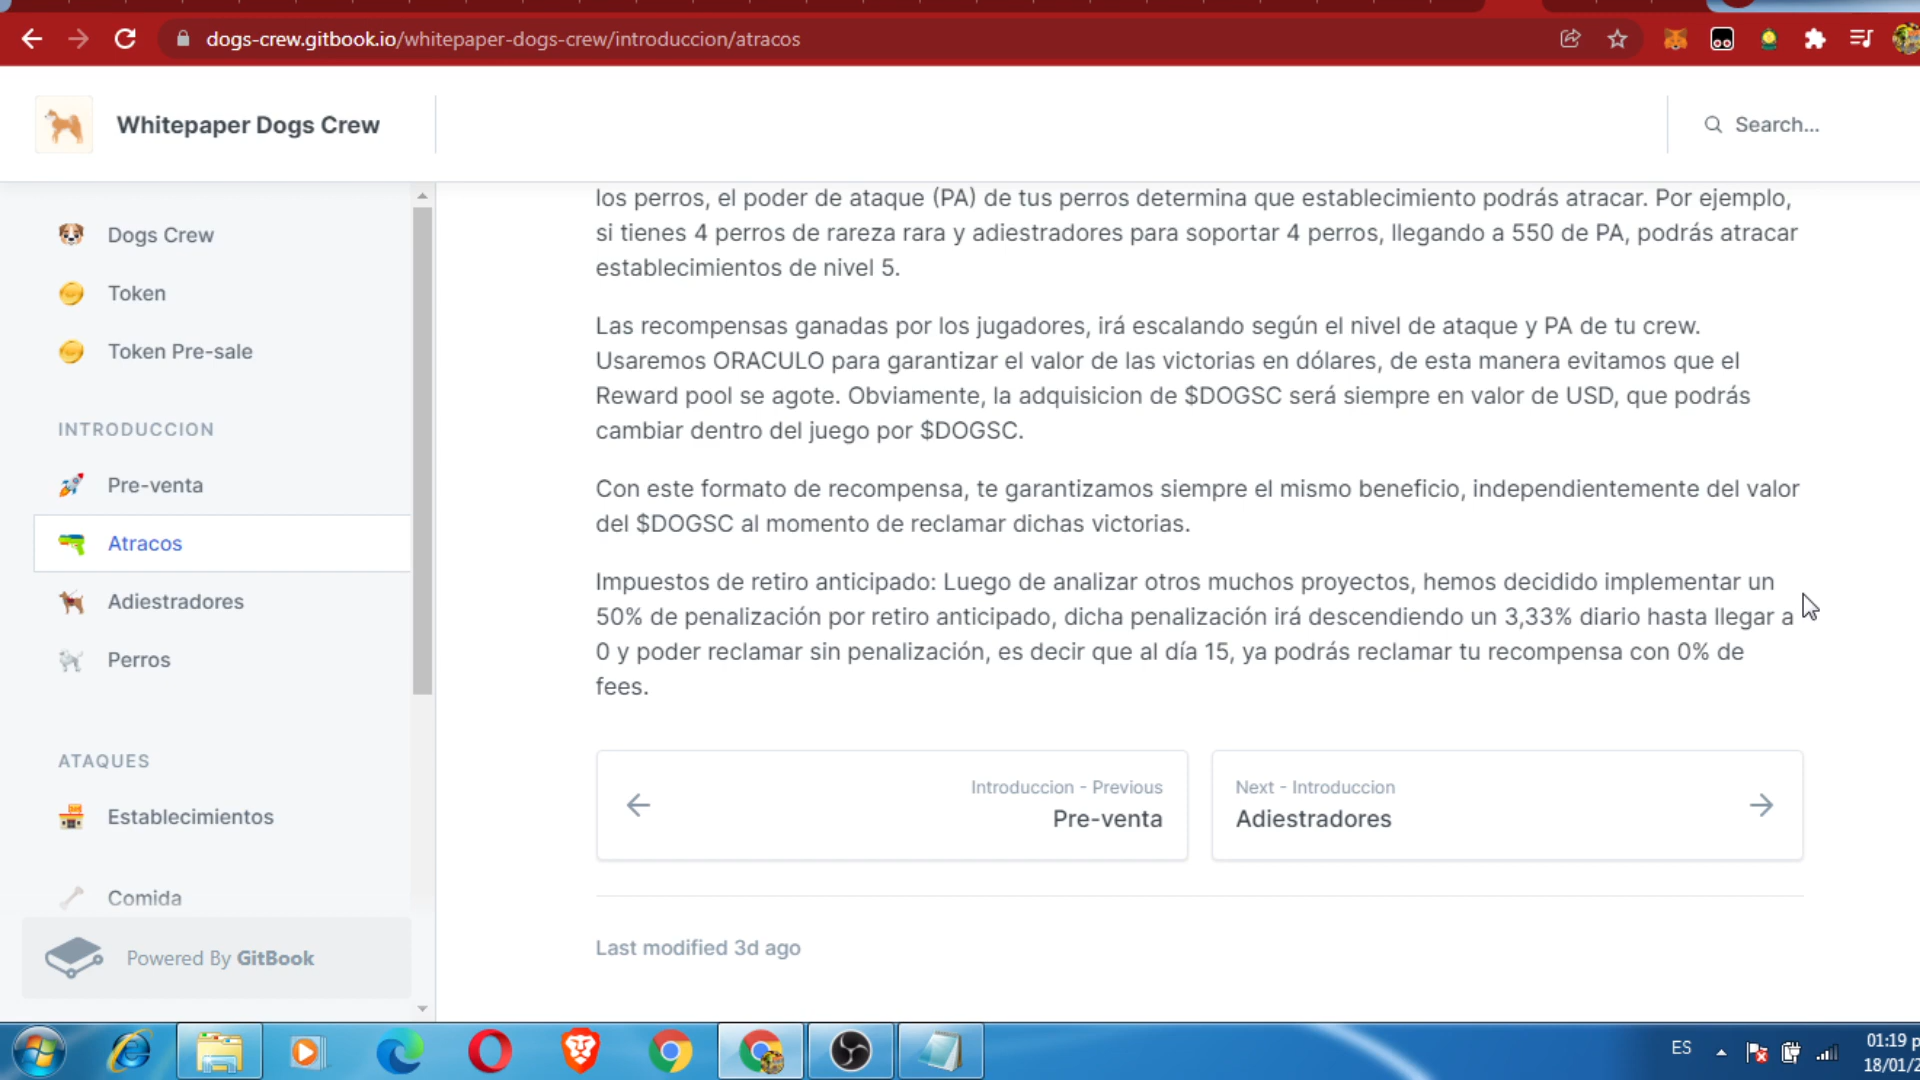 dogs-crew.gitbook.io/whitepaper-dogs-crew/introduccion/atracos
Whitepaper Dogs Crew
Search...
Dogs Crew
Token
Token Pre-sale
INTRODUCCION
Pre-venta
Atracos
Adiestradores
Perros
ATAQUES
Establecimientos
Comida
Powered By GitBook
los perros, el poder de ataque (PA) de tus perros determina que establecimiento podrás atracar. Por ejemplo,
si tienes 4 perros de rareza rara y adiestradores para soportar 4 perros, llegando a 550 de PA, podrás atracar
establecimientos de nivel 5.
Las recompensas ganadas por los jugadores, irá escalando según el nivel de ataque y PA de tu crew.
Usaremos ORACULO para garantizar el valor de las victorias en dólares, de esta manera evitamos que el
Reward pool se agote. Obviamente, la adquisicion de $DOGSC será siempre en valor de USD, que podrás
cambiar dentro del juego por $DOGSC.
Con este formato de recompensa, te garantizamos siempre el mismo beneficio, independientemente del valor
del $DOGSC al momento de reclamar dichas victorias.
Impuestos de retiro anticipado: Luego de analizar otros muchos proyectos, hemos decidido implementar un
50% de penalización por retiro anticipado, dicha penalización irá descendiendo un 3,33% diario hasta llegar a
0 y poder reclamar sin penalización, es decir que al día 15, ya podrás reclamar tu recompensa con 0% de
fees.
Introduccion - Previous
Pre-venta
Next - Introduccion
Adiestradores
Last modified 3d ago
ES
01:19 p
18/01/2